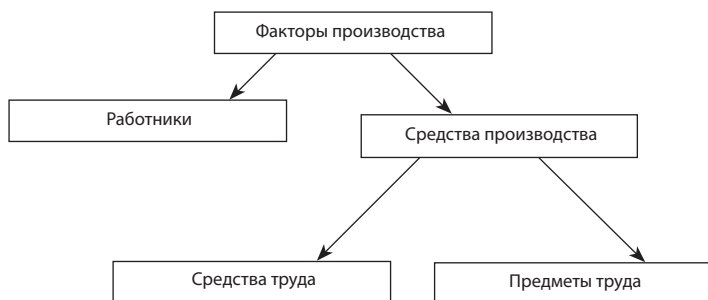 Факторы производства
Работники
Средства производства
Средства труда
Предметы труда